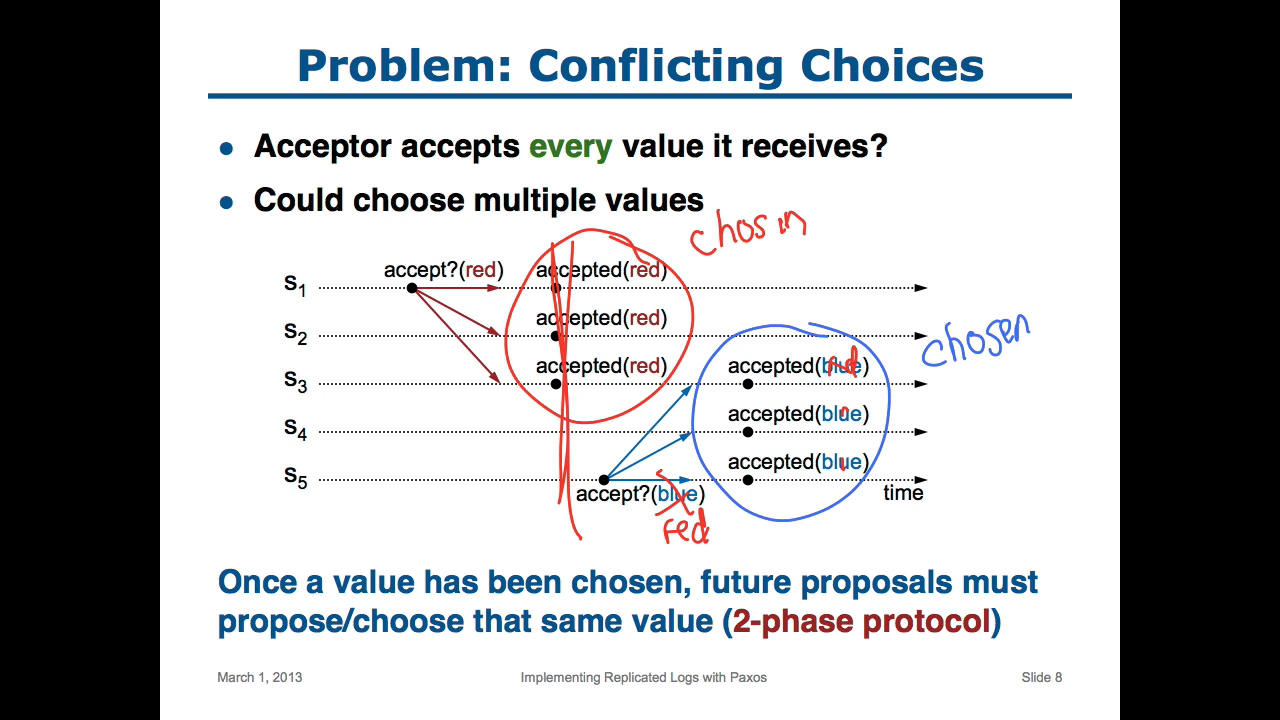 Problem: Conflicting Choices
● Acceptor accepts every value it receives?
● Could choose multiple values
chosen
accept?(red) accepted(red)
S1
accepted(red)
S2
chosen
accepted(red) accepted(blue)
red
S3
accepted(blue)
S4
accepted(blue)
S5
accept?(blue) time
red
Once a value has been chosen, future proposals must
propose/choose that same value (2-phase protocol)
March 1, 2013 Implementing Replicated Logs with Paxos Slide 8